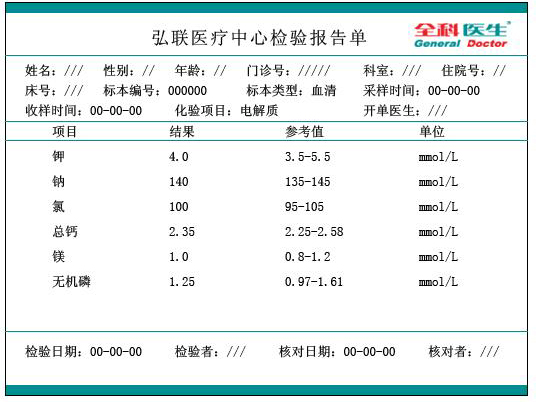 弘联医疗中心检验报告单
全科医生
General Doctor
姓名：/// 性别：// 年龄：// 门诊号：///// 科室：/// 住院号：//
床号：/// 标本编号：000000 标本类型：血清 采样时间：00-00-00
收样时间：00-00-00 化验项目：电解质 开单医生：///
项目 结果 参考值 单位
钾 4.0 3.5-5.5 mmol/L
钠 140 135-145 mmol/L
氯 100 95-105 mmol/L
总钙 2.35 2.25-2.58 mmol/L
镁 1.0 0.8-1.2 mmol/L
无机磷 1.25 0.97-1.61 mmol/L
检验日期：00-00-00 检验者：/// 核对日期：00-00-00 核对者：///